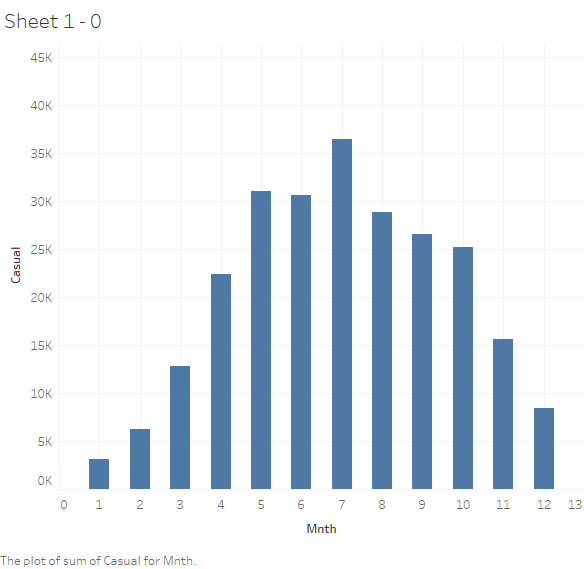 Sheet 1 - 0
45K
40K
35K
30K
25K
20K
15K
10K
5K
0K
Casual
0 1 2 3 4 5 6 7 8 9 10 11 12 13
Mnth
The plot of sum of Casual for Mnth.